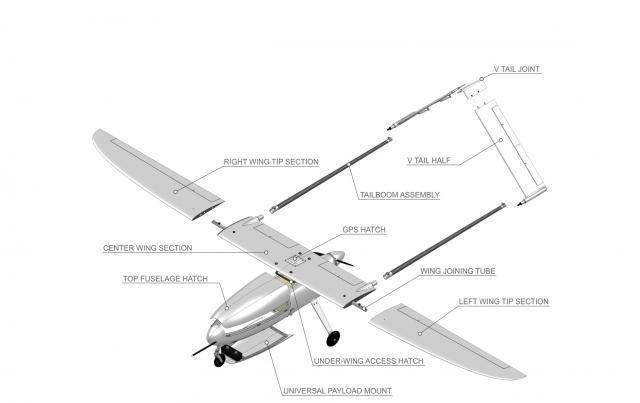 V TAIL JOINT
RIGHT WING TIP SECTION
V TAIL HALF
TAILBOOM ASSEMBLY
GPS HATCH
CENTER WING SECTION
TOP FUSELAGE HATCH
WING JOINING TUBE
LEFT WING TIP SECTION
UNDER-WING ACCESS HATCH
UNIVERSAL PAYLOAD MOUNT